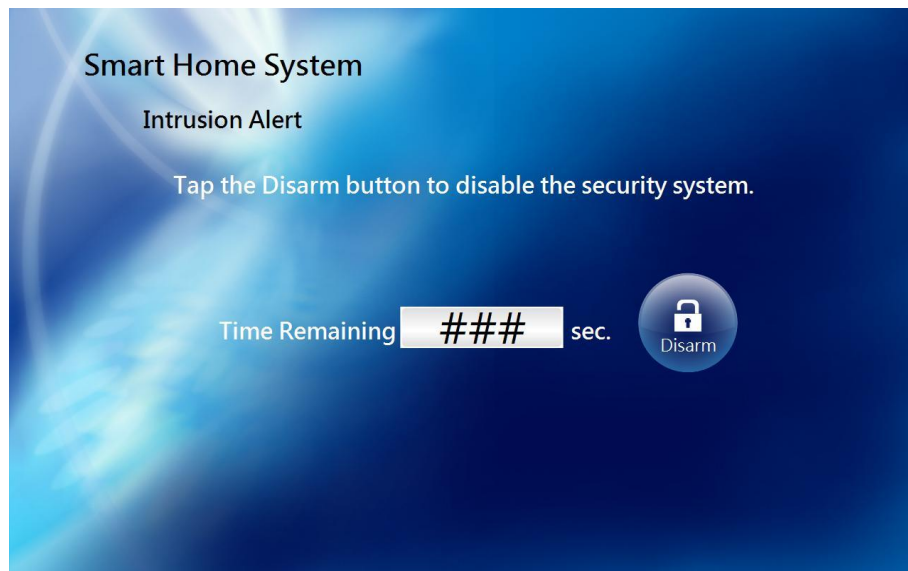 Smart Home System
Intrusion Alert
Tap the Disarm button to disable the security system.
Time Remaining ### sec.
Disarm